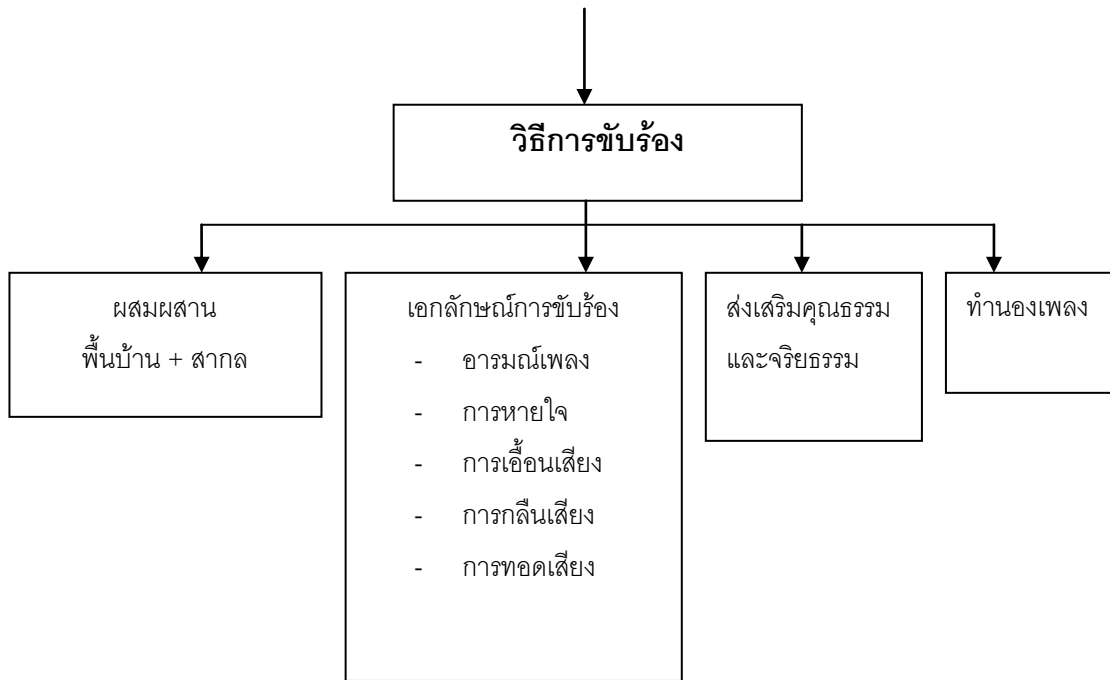 วิธีการขับร้อง
ผสมผสาน
พื้นบ้าน + สากล
เอกลักษณ์การขับร้อง
- อารมณ์เพลง
- การหายใจ
- การเอื้อนเสียง
- การกลืนเสียง
- การทอดเสียง
ส่งเสริมคุณธรรม
และจริยธรรม
ทำนองเพลง